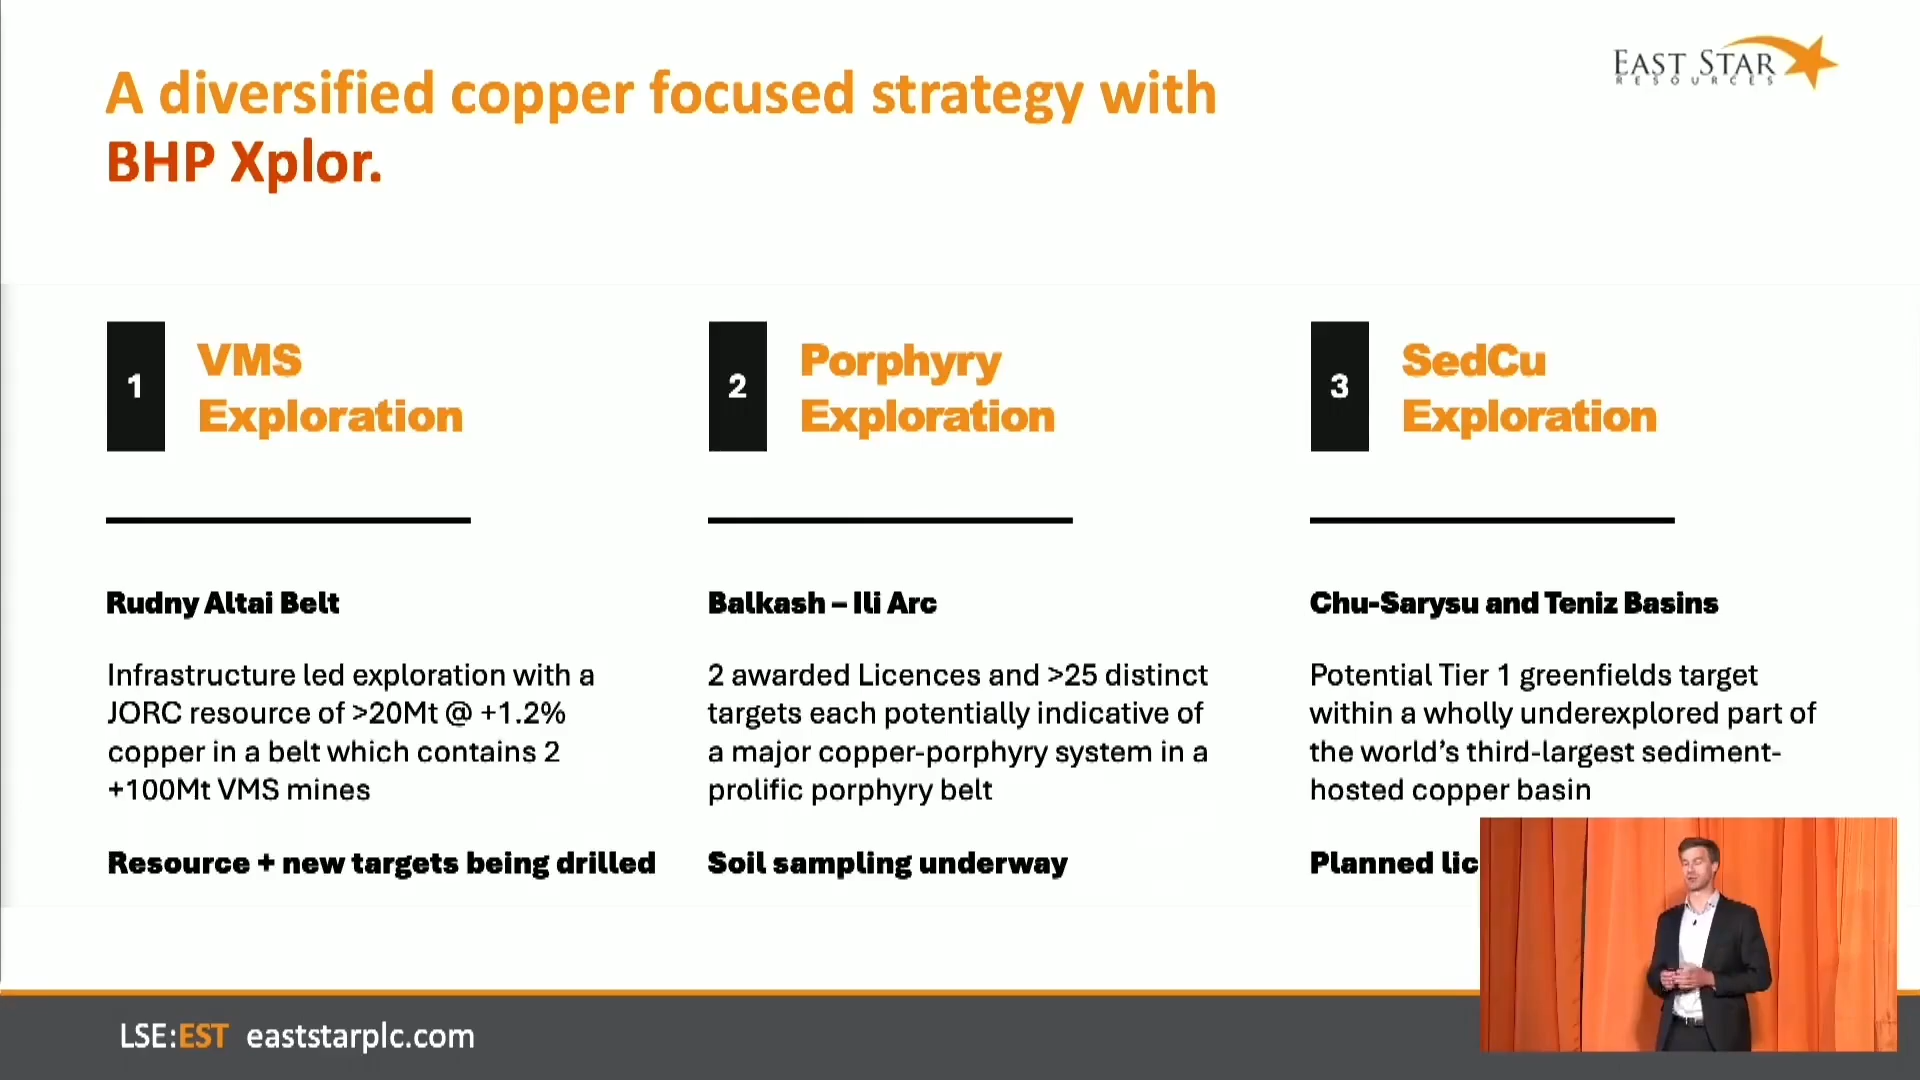 A diversified copper focused strategy with
BHP Xplor.
EAST STAR
RESOURCES
1
VMS
Exploration
Rudny Altai Belt
Infrastructure led exploration with a
JORC resource of >20Mt @ +1.2%
copper in a belt which contains 2
+100Mt VMS mines
Resource + new targets being drilled
2
Porphyry
Exploration
Balkash – Ili Arc
2 awarded Licences and >25 distinct
targets each potentially indicative of
a major copper-porphyry system in a
prolific porphyry belt
Soil sampling underway
3
SedCu
Exploration
Chu-Sarysu and Teniz Basins
Potential Tier 1 greenfields target
within a wholly underexplored part of
the world’s third-largest sediment-
hosted copper basin
Planned
LSE:EST eaststarplc.com